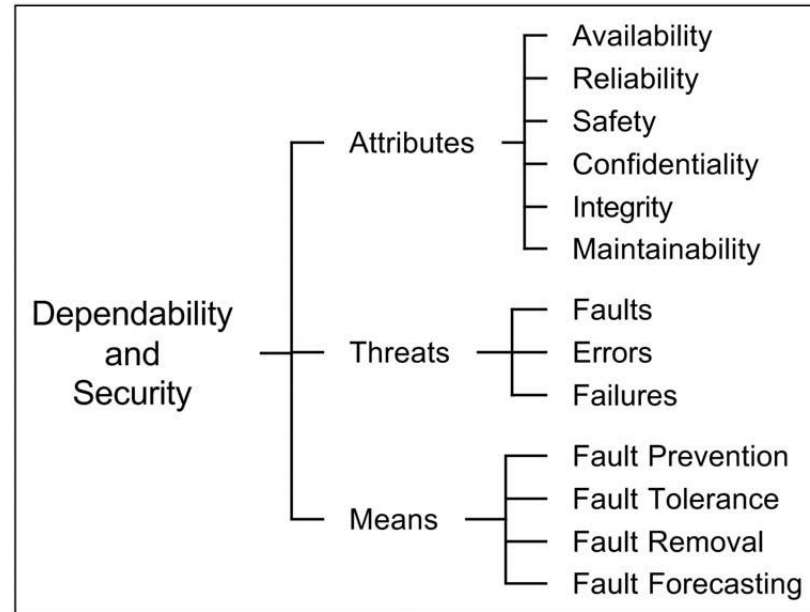 Dependability
and
Security
Attributes
Availability
Reliability
Safety
Confidentiality
Integrity
Maintainability
Threats
Faults
Errors
Failures
Means
Fault Prevention
Fault Tolerance
Fault Removal
Fault Forecasting